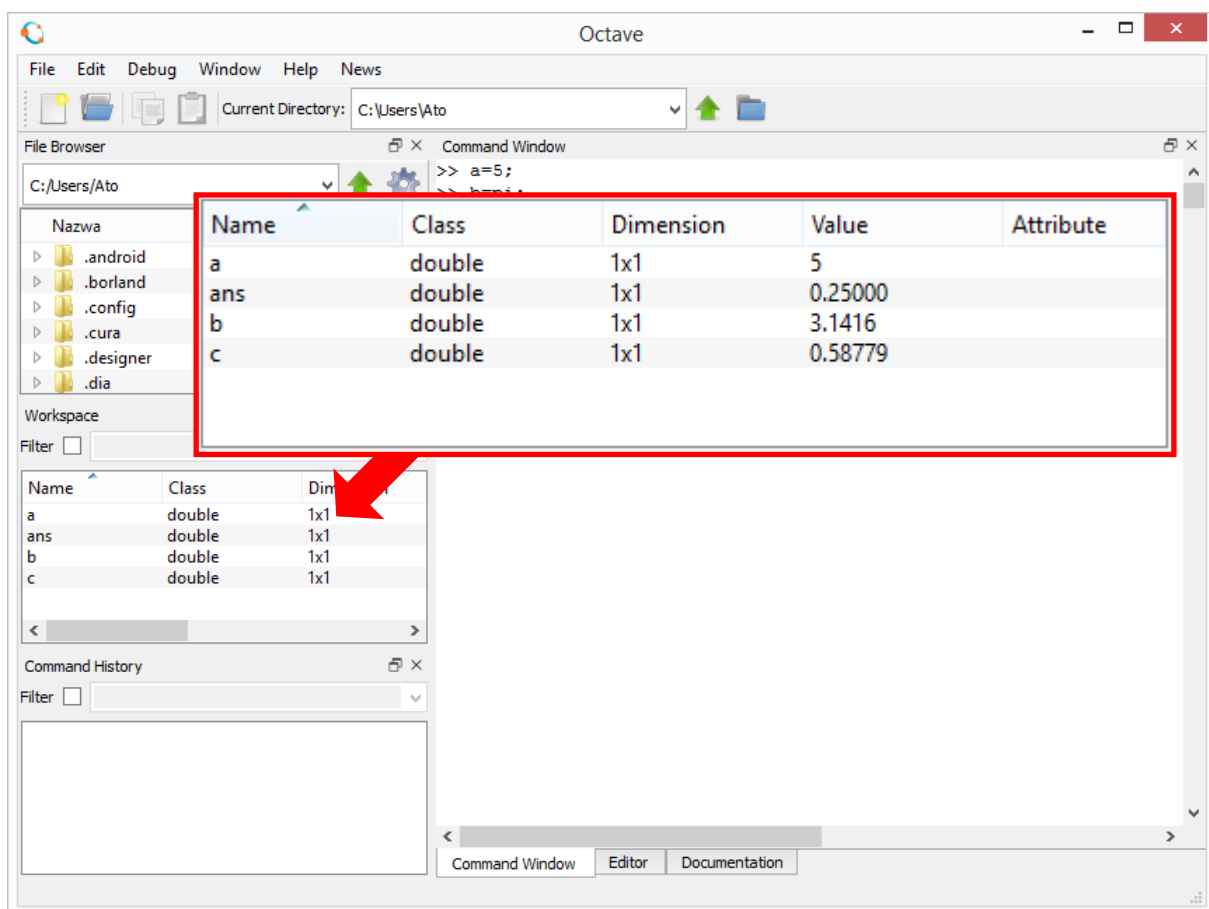 Octave
File Edit Debug Window Help News
Current Directory: C:\Users\Ato
File Browser
C:/Users/Ato
Nazwa
.android
.borland
.config
.cura
.designer
.dia
Workspace
Filter
Name Class
a double 1x1
ans double 1x1
b double 1x1
c double 1x1
Command History
Filter
Command Window
>> a=5;
>> b=pi;
Name Class Dimension Value Attribute
a double 1x1 5
ans double 1x1 0.25000
b double 1x1 3.1416
c double 1x1 0.58779
Command Window Editor Documentation